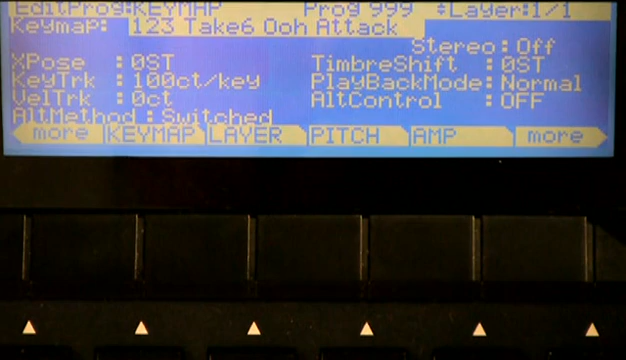 EditProg:KEYMAP Prog 999 Layer:1/1
Keymap: 123 Take6 Ooh Attack
Stereo:Off
XPose :0ST TimbreShift :0ST
KeyTrk :100ct/key PlayBackMode:Normal
VelTrk :0ct AltControl :OFF
AltMethod:Switched
more KEYMAP LAYER PITCH AMP more